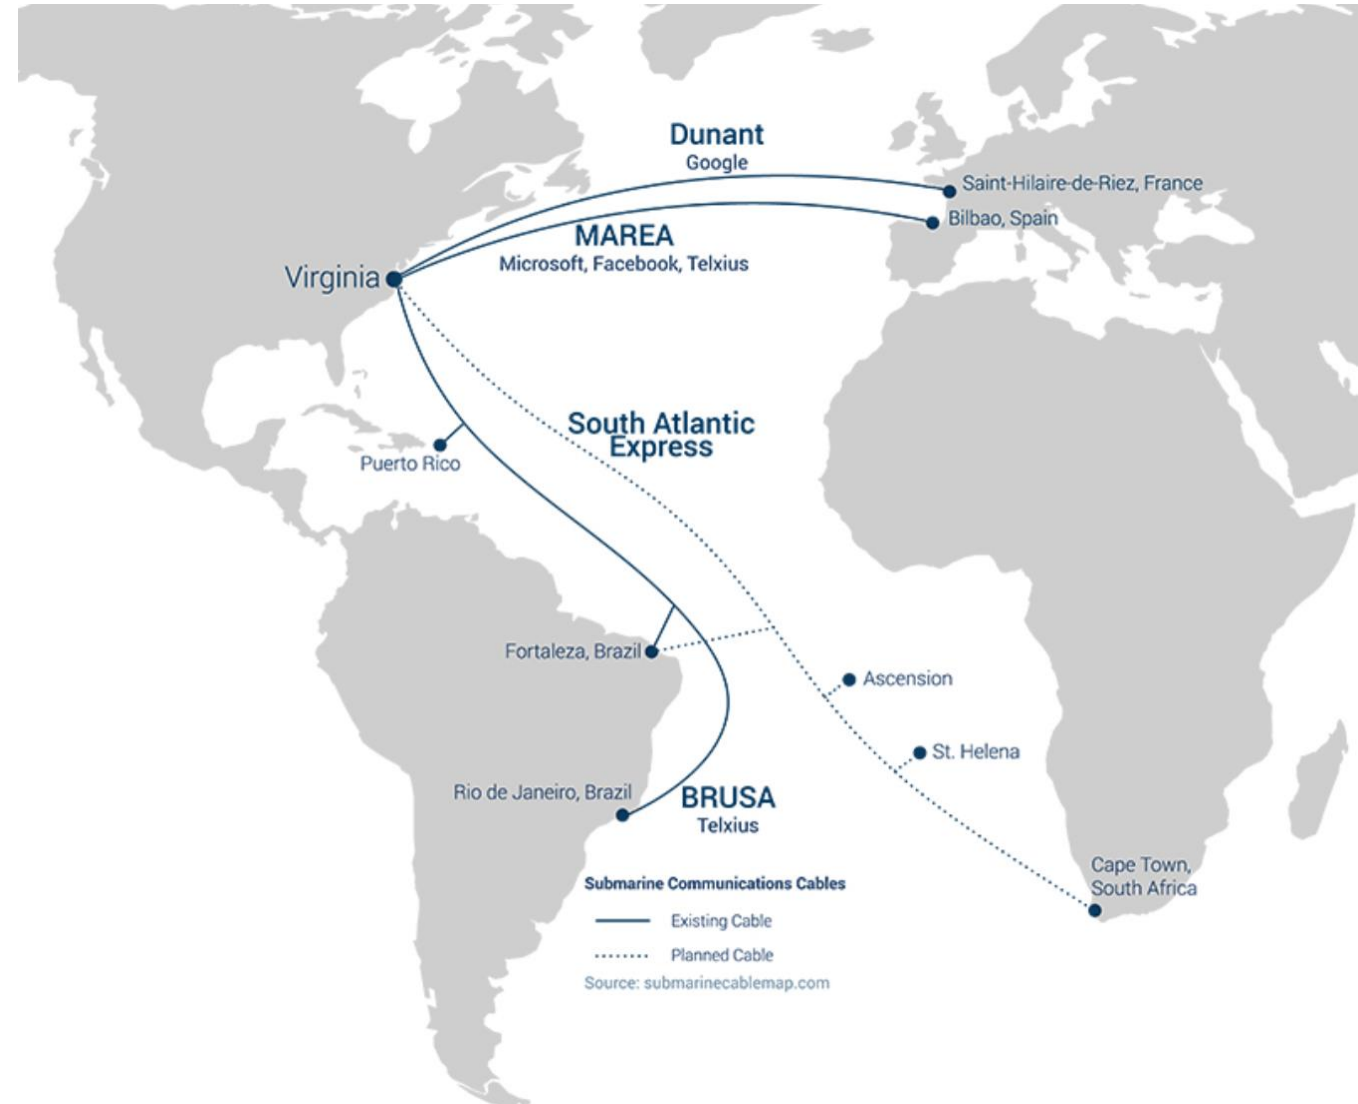 Dunant
Google
Saint-Hilaire-de-Riez, France
Bilbao, Spain
MAREA
Microsoft, Facebook, Telxius
Virginia
South Atlantic
Express
Puerto Rico
Fortaleza, Brazil
Ascension
St. Helena
Rio de Janeiro, Brazil
BRUSA
Telxius
Cape Town,
South Africa
Submarine Communications Cables
Existing Cable
Planned Cable
Source: submarinecablemap.com